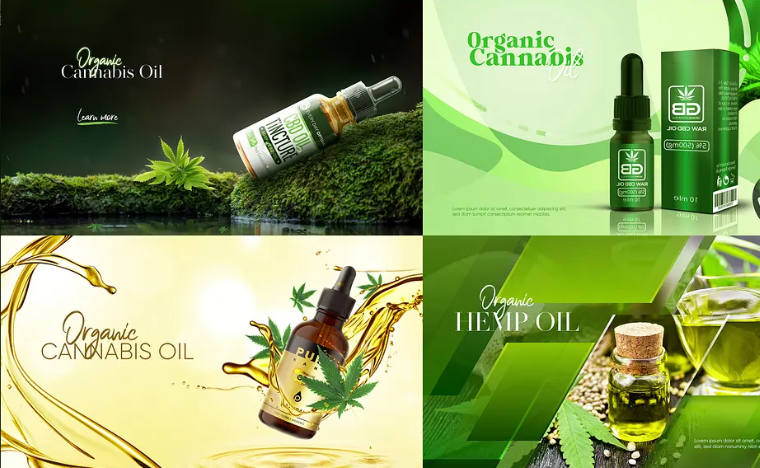 Organic
Cannabis Oil
Learn more
CBD OIL
TINCTURE
Organic
Cannabis
Oil
GB
RAW CBD OIL
5% (500mg)
10 ml e
GB
RAW CBD OIL
5% (500mg)
10 ml e
Lorem ipsum dolor sit amet, consectetuer adipiscing elit,
Organic
CANNABIS OIL
PU
Organic
HEMP OIL
Lorem ipsum dolor sit amet,